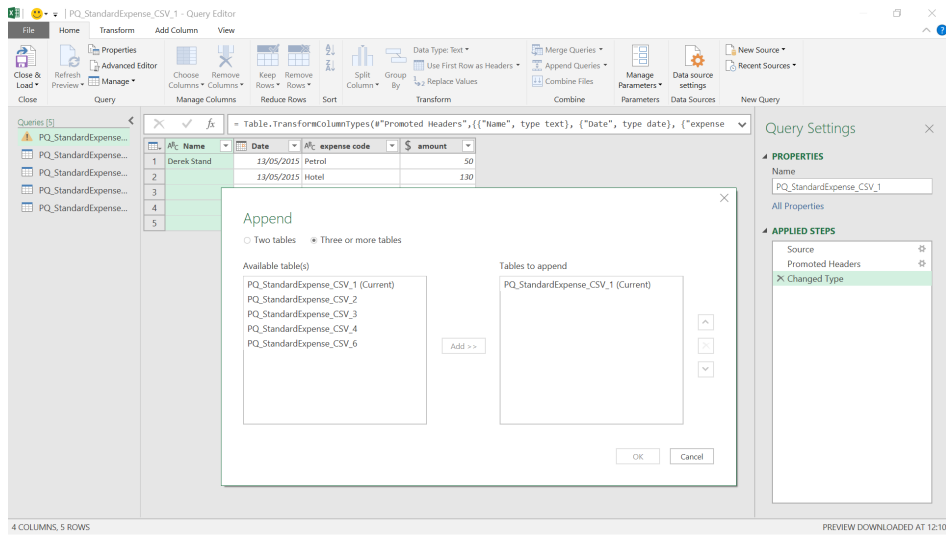 PQ_StandardExpense_CSV_1 - Query Editor
File Home Transform Add Column View
Close & Load
Refresh Preview
Properties
Advanced Editor
Manage
Choose Columns
Remove Columns
Keep Rows
Remove Rows
Split Column
Group By
Data Type: Text
Use First Row as Headers
Replace Values
Merge Queries
Append Queries
Combine Files
Manage Parameters
Data source settings
New Source
Recent Sources
Close Query Manage Columns Reduce Rows Sort Transform Combine Parameters Data Sources New Query
Queries [5]
PQ_StandardExpense...
PQ_StandardExpense...
PQ_StandardExpense...
PQ_StandardExpense...
PQ_StandardExpense...
fx = Table.TransformColumnTypes(#"Promoted Headers",{{"Name", type text}, {"Date", type date}, {"expense
ABC Name Date ABC expense code $ amount
1 Derek Stand 13/05/2015 Petrol 50
2 13/05/2015 Hotel 130
3
4
5
Append
Two tables Three or more tables
Available table(s)
PQ_StandardExpense_CSV_1 (Current)
PQ_StandardExpense_CSV_2
PQ_StandardExpense_CSV_3
PQ_StandardExpense_CSV_4
PQ_StandardExpense_CSV_6
Add >>
Tables to append
PQ_StandardExpense_CSV_1 (Current)
OK Cancel
Query Settings
PROPERTIES
Name
PQ_StandardExpense_CSV_1
All Properties
APPLIED STEPS
Source
Promoted Headers
Changed Type
4 COLUMNS, 5 ROWS
PREVIEW DOWNLOADED AT 12:10